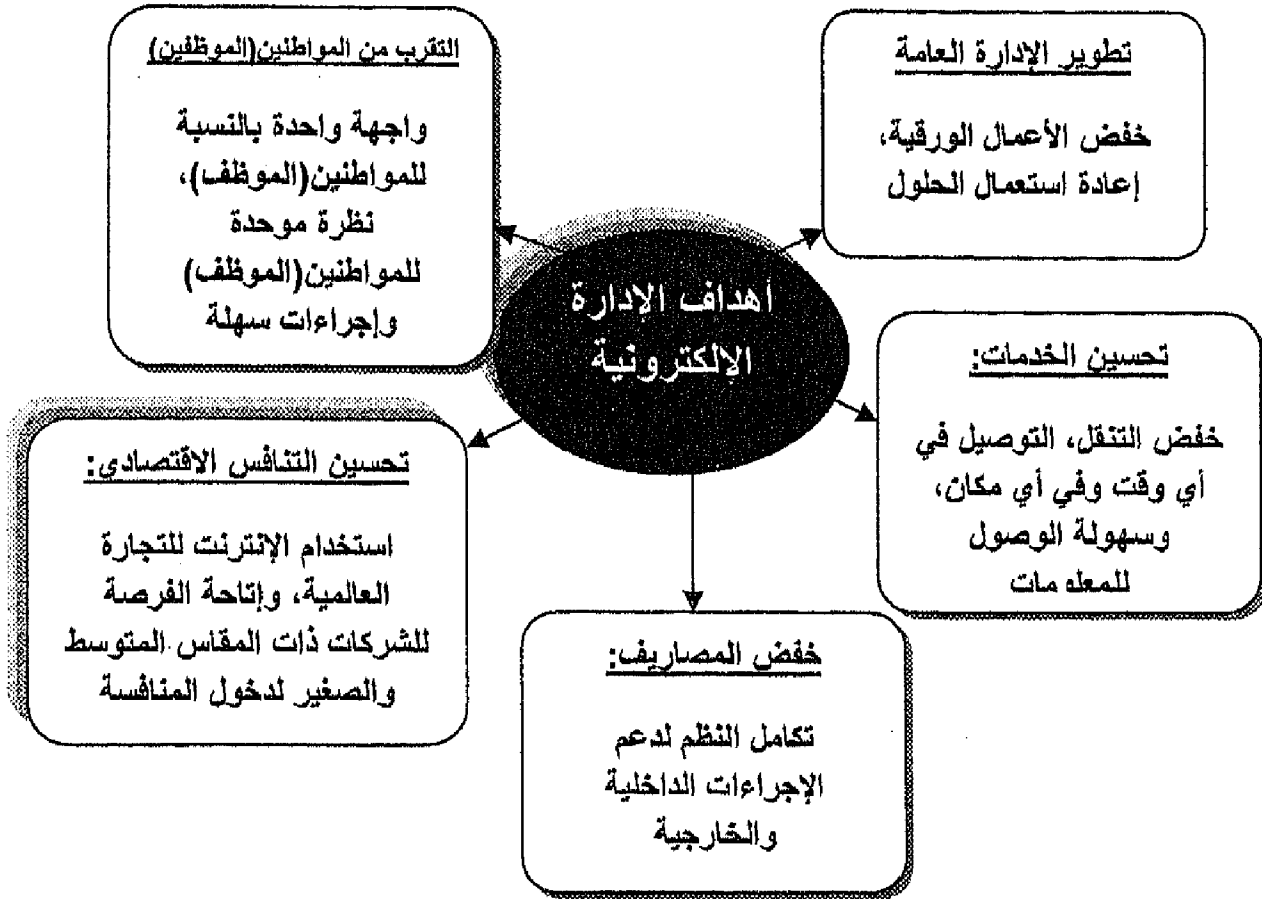 أهداف الإدارة
الإلكترونية
تطوير الإدارة العامة
خفض الأعمال الورقية،
إعادة استعمال الحلول
التقرب من المواطنين(الموظفين)
واجهة واحدة بالنسبة
للمواطنين(الموظف)،
نظرة موحدة
للمواطنين(الموظف)
وإجراءات سهلة
تحسين الخدمات:
خفض التنقل، التوصيل في
أي وقت وفي أي مكان،
وسهولة الوصول
للمعلومات
تحسين التنافس الاقتصادي:
استخدام الإنترنت للتجارة
العالمية، وإتاحة الفرصة
للشركات ذات المقاس المتوسط
والصغير لدخول المنافسة
خفض المصاريف:
تكامل النظم لدعم
الإجراءات الداخلية
والخارجية